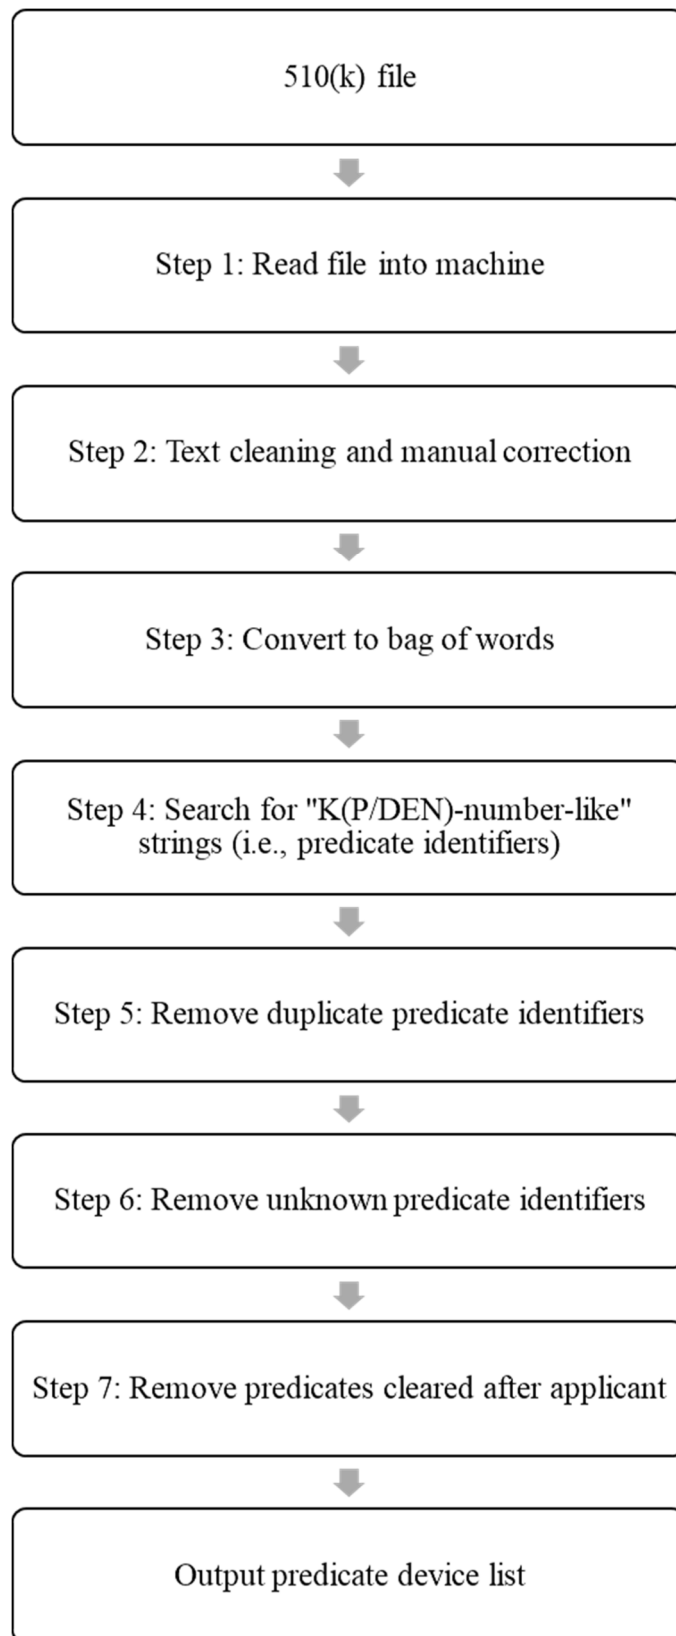 510(k) file
Step 1: Read file into machine
Step 2: Text cleaning and manual correction
Step 3: Convert to bag of words
Step 4: Search for "K(P/DEN)-number-like"
strings (i.e., predicate identifiers)
Step 5: Remove duplicate predicate identifiers
Step 6: Remove unknown predicate identifiers
Step 7: Remove predicates cleared after applicant
Output predicate device list